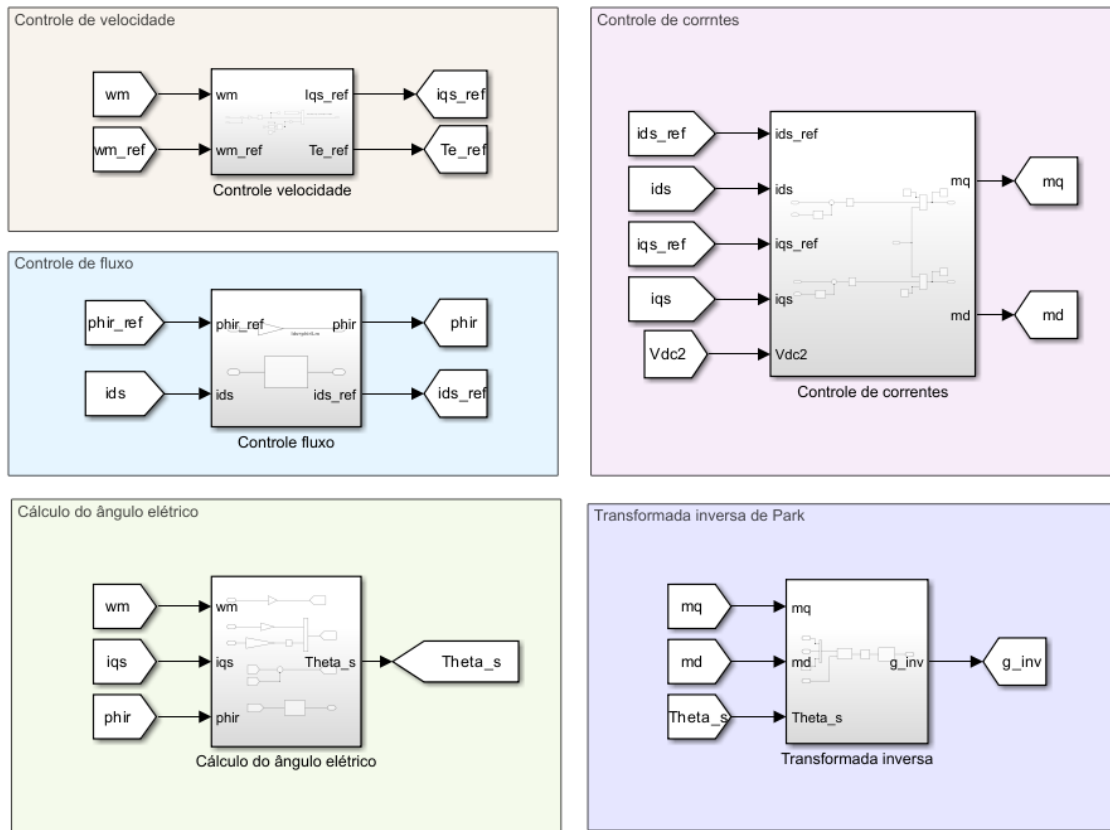 Controle de velocidade
wm
wm_ref
wm
wm_ref
Iqs_ref
Te_ref
iqs_ref
Te_ref
Controle velocidade
Controle de fluxo
phir_ref
ids
phir_ref
ids
phir
ids_ref
phir
ids_ref
Controle fluxo
Cálculo do ângulo elétrico
wm
iqs
phir
wm
iqs
phir
Theta_s
Theta_s
Cálculo do ângulo elétrico
Controle de corrntes
ids_ref
ids
iqs_ref
iqs
Vdc2
ids_ref
ids
iqs_ref
iqs
Vdc2
mq
md
mq
md
Controle de correntes
Transformada inversa de Park
mq
md
Theta_s
mq
md
Theta_s
g_inv
g_inv
Transformada inversa